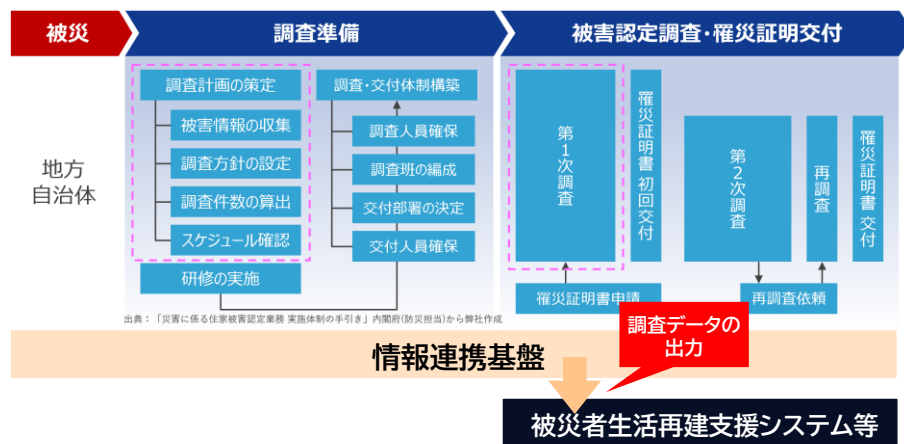 被災
調査準備
被害認定調査・罹災証明交付
地方
自治体
調査計画の策定
被害情報の収集
調査方針の設定
調査件数の算出
スケジュール確認
研修の実施
調査・交付体制構築
調査人員確保
調査班の編成
交付部署の決定
交付人員確保
第1次調査
罹災証明書 初回交付
罹災証明書申請
第2次調査
再調査
罹災証明書 交付
再調査依頼
出典：「災害に係る住家被害認定業務 実施体制の手引き」内閣府(防災担当)から弊社作成
情報連携基盤
調査データの
出力
被災者生活再建支援システム等